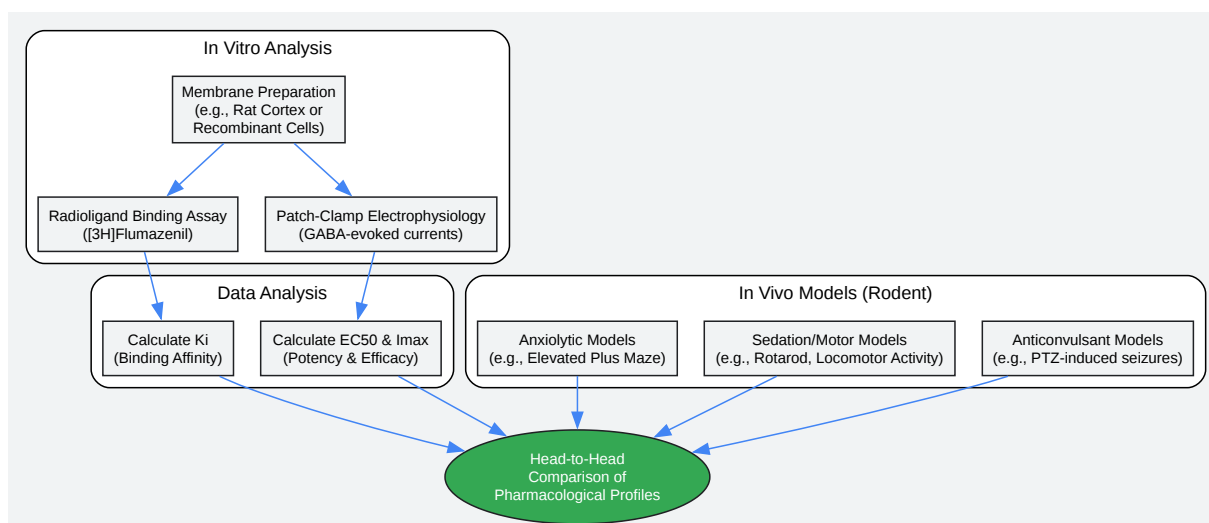 In Vitro Analysis
Membrane Preparation
(e.g., Rat Cortex or
Recombinant Cells)
Radioligand Binding Assay
([3H]Flumazenil)
Patch-Clamp Electrophysiology
(GABA-evoked currents)
Data Analysis
Calculate Ki
(Binding Affinity)
Calculate EC50 & Imax
(Potency & Efficacy)
In Vivo Models (Rodent)
Anxiolytic Models
(e.g., Elevated Plus Maze)
Sedation/Motor Models
(e.g., Rotarod, Locomotor Activity)
Anticonvulsant Models
(e.g., PTZ-induced seizures)
Head-to-Head
Comparison of
Pharmacological Profiles